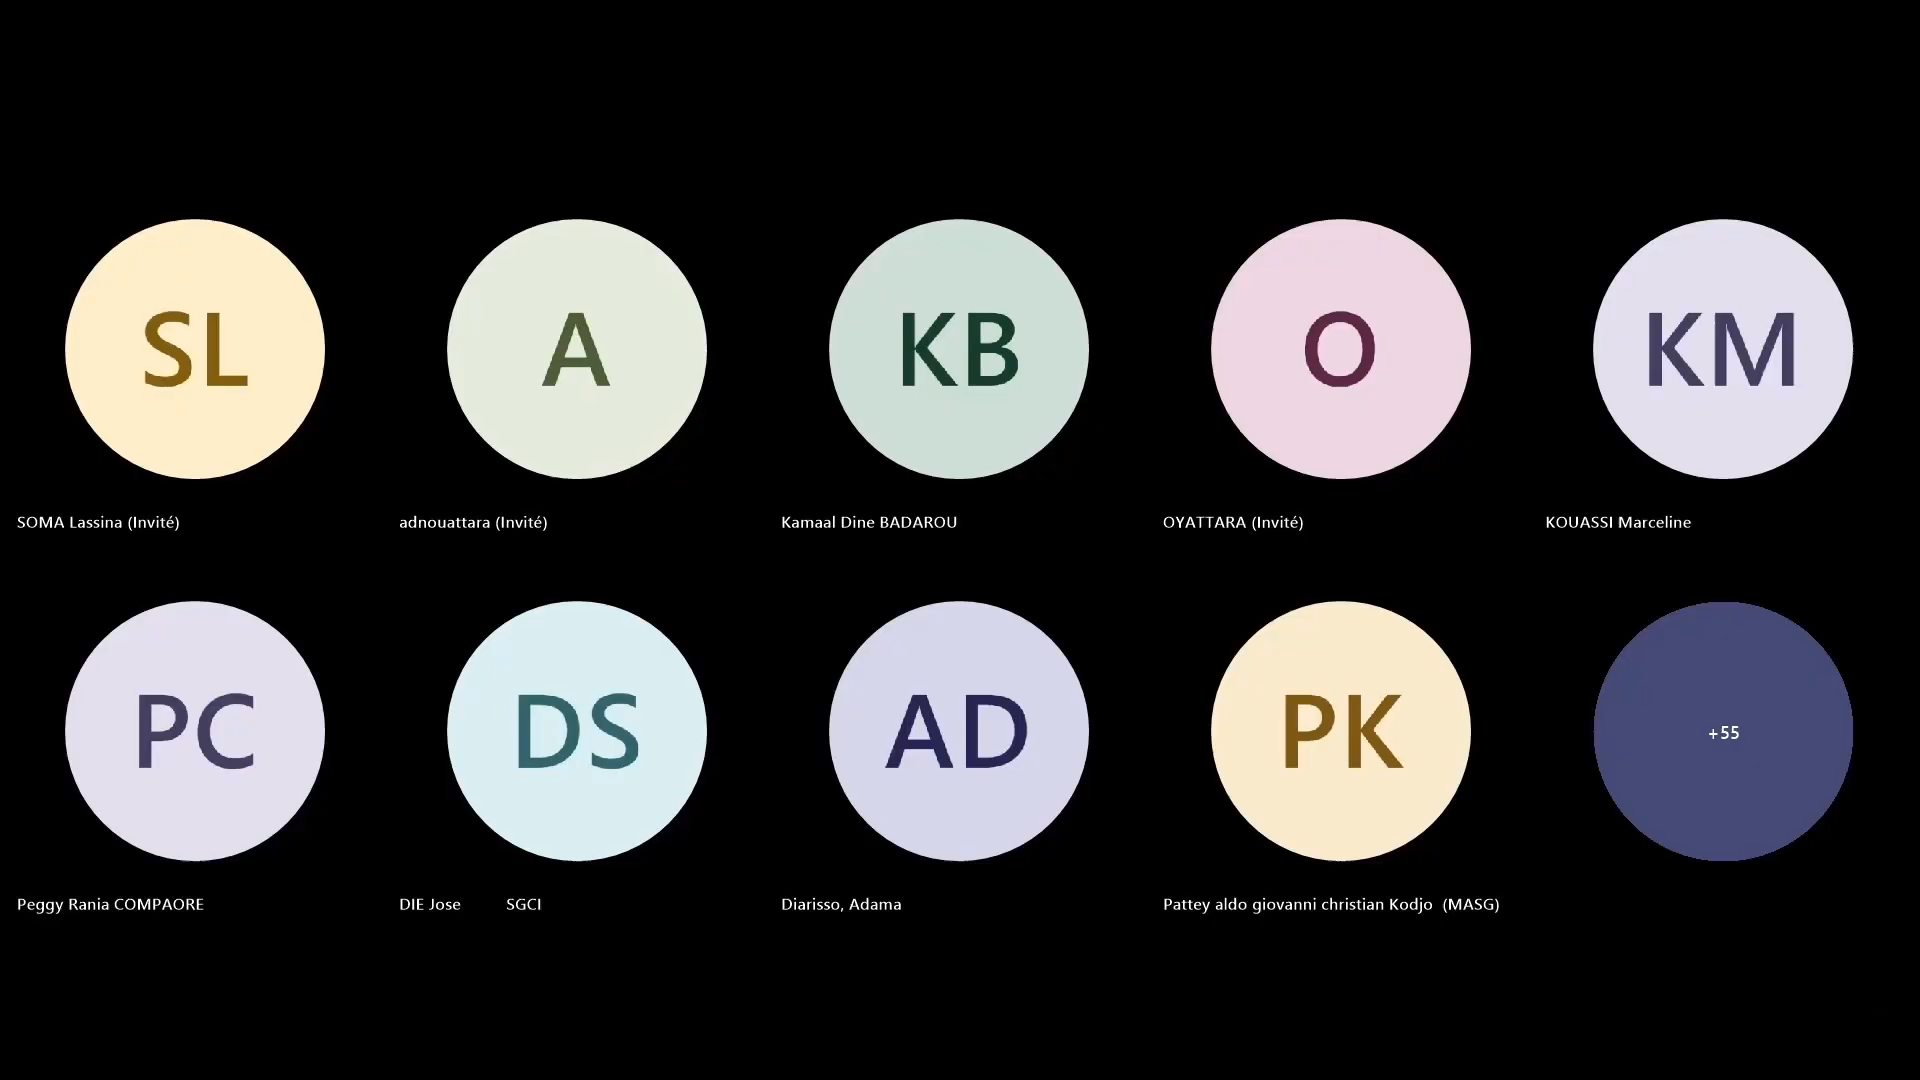 SL
A
KB
O
KM
SOMA Lassina (Invité)
adnouattara (Invité)
Kamaal Dine BADAROU
OYATTARA (Invité)
KOUASSI Marceline
PC
DS
AD
PK
+55
Peggy Rania COMPAORE
DIE Jose SGCI
Diarisso, Adama
Pattey aldo giovanni christian Kodjo (MASG)